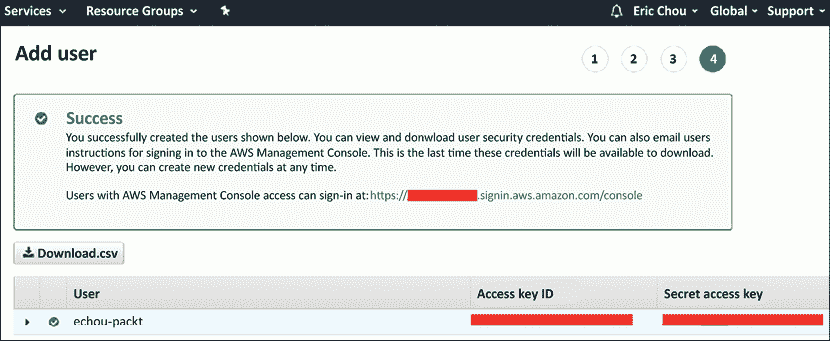 Services Resource Groups Eric Chou Global Support
Add user 1 2 3 4
Success
You successfully created the users shown below. You can view and donwload user security credentials. You can also email users
instructions for signing in to the AWS Management Console. This is the last time these credentials will be available to download.
However, you can create new credentials at any time.
Users with AWS Management Console access can sign-in at: https:// .signin.aws.amazon.com/console
Download.csv
User Access key ID Secret access key
echou-packt